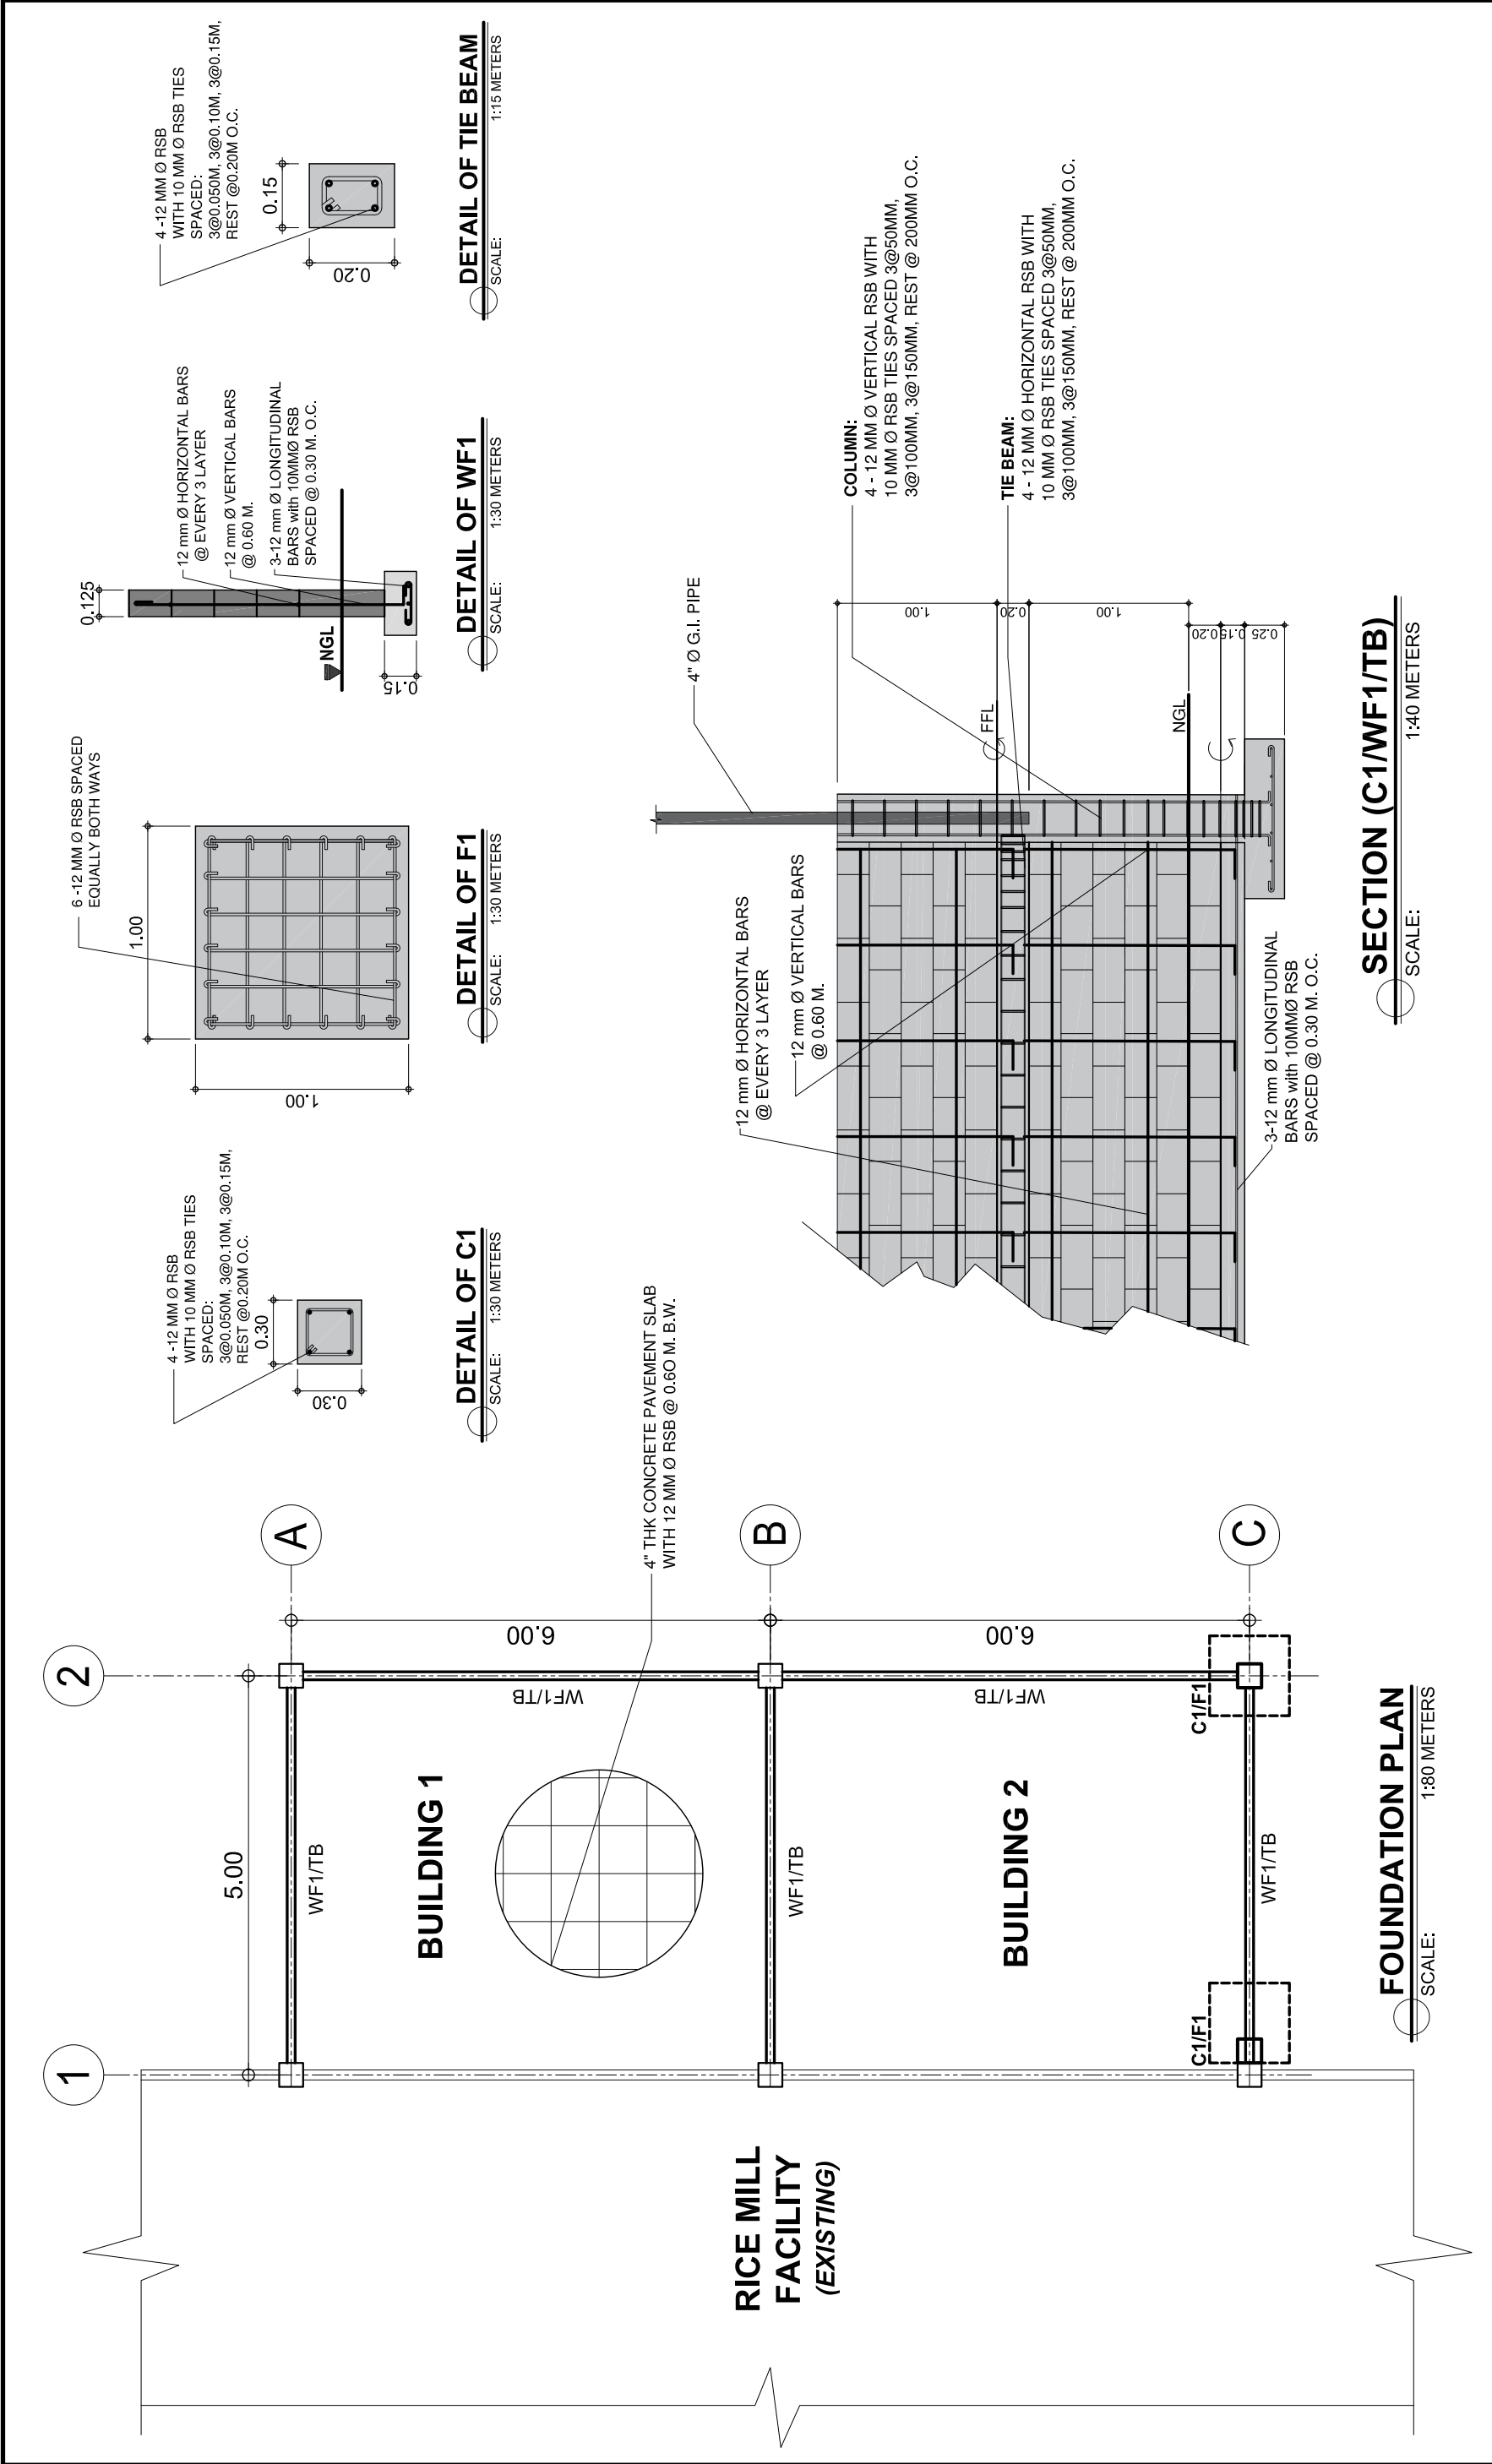 1
2
5.00
A
B
C
6.00
6.00
WF1/TB
WF1/TB
WF1/TB
WF1/TB
WF1/TB
BUILDING 1
BUILDING 2
C1/F1
C1/F1
4" THK CONCRETE PAVEMENT SLAB
WITH 12 MM Ø RSB @ 0.6O M. B.W.
RICE MILL
FACILITY
(EXISTING)
FOUNDATION PLAN
SCALE:
1:80 METERS
4 -12 MM Ø RSB
WITH 10 MM Ø RSB TIES
SPACED:
3@0.050M, 3@0.10M, 3@0.15M,
REST @0.20M O.C.
0.30
0.30
DETAIL OF C1
SCALE:
1:30 METERS
6 -12 MM Ø RSB SPACED
EQUALLY BOTH WAYS
1.00
1.00
DETAIL OF F1
SCALE:
1:30 METERS
0.125
12 mm Ø HORIZONTAL BARS
@ EVERY 3 LAYER
12 mm Ø VERTICAL BARS
@ 0.60 M.
3-12 mm Ø LONGITUDINAL
BARS with 10MMØ RSB
SPACED @ 0.30 M. O.C.
NGL
0.15
DETAIL OF WF1
SCALE:
1:30 METERS
4 -12 MM Ø RSB
WITH 10 MM Ø RSB TIES
SPACED:
3@0.050M, 3@0.10M, 3@0.15M,
REST @0.20M O.C.
0.15
0.20
DETAIL OF TIE BEAM
SCALE:
1:15 METERS
4" Ø G.I. PIPE
12 mm Ø HORIZONTAL BARS
@ EVERY 3 LAYER
12 mm Ø VERTICAL BARS
@ 0.60 M.
COLUMN:
4 - 12 MM Ø VERTICAL RSB WITH
10 MM Ø RSB TIES SPACED 3@50MM,
3@100MM, 3@150MM, REST @ 200MM O.C.
TIE BEAM:
4 - 12 MM Ø HORIZONTAL RSB WITH
10 MM Ø RSB TIES SPACED 3@50MM,
3@100MM, 3@150MM, REST @ 200MM O.C.
1.00
FFL
0.20
1.00
NGL
0.20
0.15
0.25
3-12 mm Ø LONGITUDINAL
BARS with 10MMØ RSB
SPACED @ 0.30 M. O.C.
SECTION (C1/WF1/TB)
SCALE:
1:40 METERS